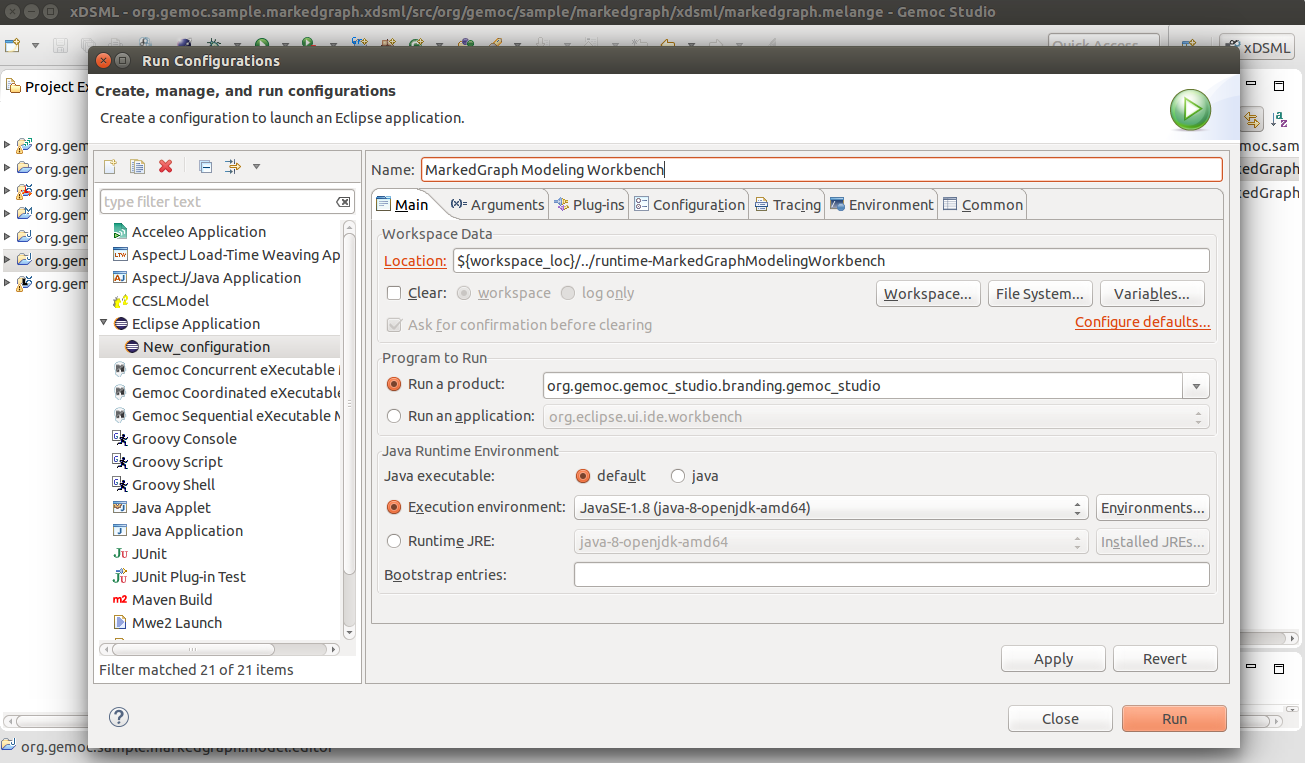 xDSML - org.gemoc.sample.markedgraph.xdsml/src/org/gemoc/sample/markedgraph/xdsml/markedgraph.melange - Gemoc Studio
Quick Access
xDSML
Project Ex
org.gem
org.gem
org.gem
org.gem
org.gem
org.gem
org.gem
Run Configurations
Create, manage, and run configurations
Create a configuration to launch an Eclipse application.
type filter text
Acceleo Application
AspectJ Load-Time Weaving Ap
AspectJ/Java Application
CCSLModel
Eclipse Application
New_configuration
Gemoc Concurrent eXecutable
Gemoc Coordinated eXecutable
Gemoc Sequential eXecutable M
Groovy Console
Groovy Script
Groovy Shell
Java Applet
Java Application
JUnit
JUnit Plug-in Test
Maven Build
Mwe2 Launch
Filter matched 21 of 21 items
Name: MarkedGraph Modeling Workbench
Main (x)= Arguments Plug-ins Configuration Tracing Environment Common
Workspace Data
Location: ${workspace_loc}/../runtime-MarkedGraphModelingWorkbench
Clear: workspace log only Workspace... File System... Variables...
Ask for confirmation before clearing Configure defaults...
Program to Run
Run a product: org.gemoc.gemoc_studio.branding.gemoc_studio
Run an application: org.eclipse.ui.ide.workbench
Java Runtime Environment
Java executable: default java
Execution environment: JavaSE-1.8 (java-8-openjdk-amd64) Environments...
Runtime JRE: java-8-openjdk-amd64 Installed JREs...
Bootstrap entries:
Apply Revert
Close Run
moc.sam
kedGraph
kedGraph
org.gemoc.sample.markedgraph.model.editor